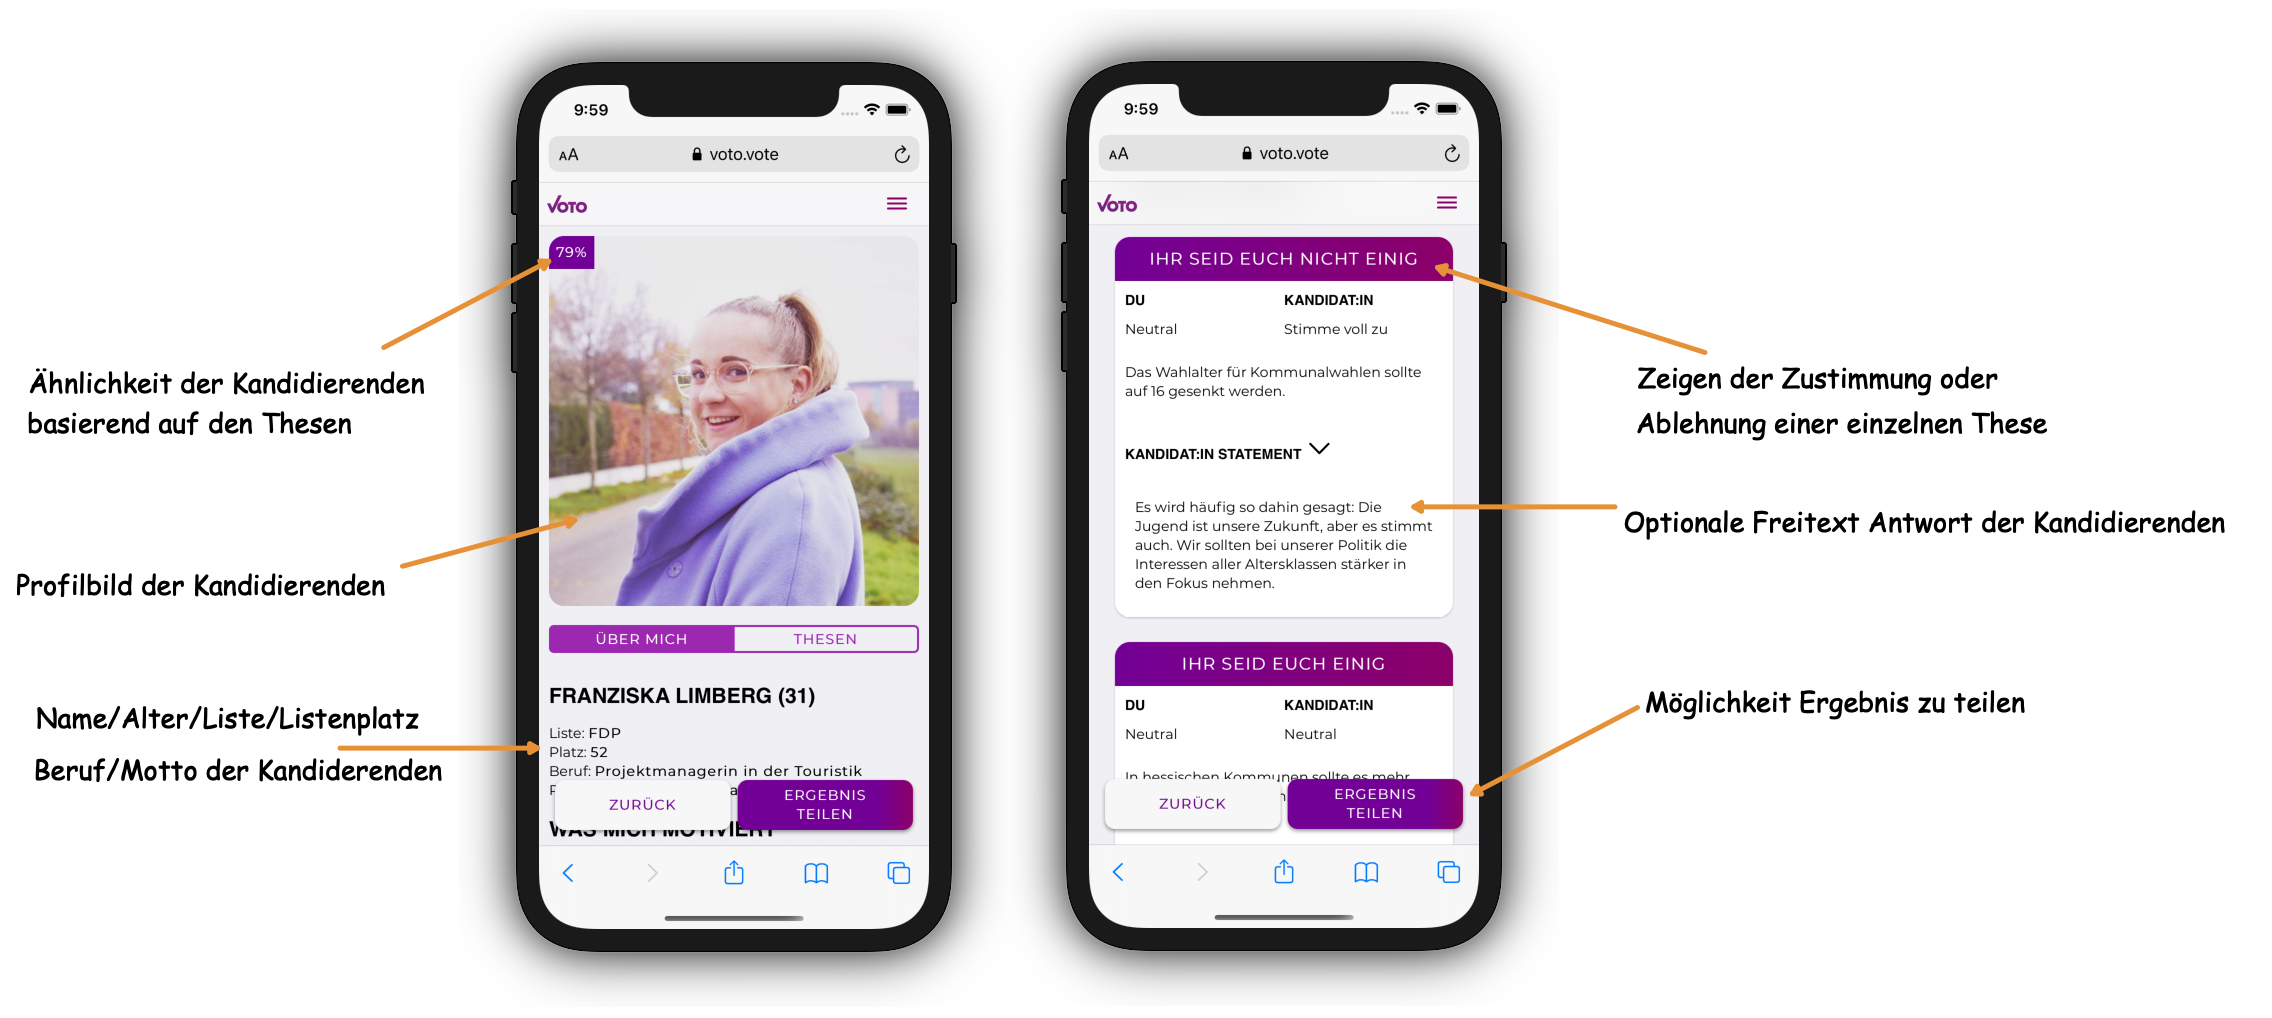 Ähnlichkeit der Kandidierenden
basierend auf den Thesen
Profilbild der Kandidierenden
Name/Alter/Liste/Listenplatz
Beruf/Motto der Kandiderenden
9:59
AA
voto.vote
VOTO
79%
ÜBER MICH
THESEN
FRANZISKA LIMBERG (31)
Liste: FDP
Platz: 52
Beruf: Projektmanagerin in der Touristik
ZURÜCK
ERGEBNIS
TEILEN
WAS MICH MOTIVIERT
9:59
AA
voto.vote
VOTO
IHR SEID EUCH NICHT EINIG
DU
KANDIDAT:IN
Neutral
Stimme voll zu
Das Wahlalter für Kommunalwahlen sollte
auf 16 gesenkt werden.
KANDIDAT:IN STATEMENT
Es wird häufig so dahin gesagt: Die
Jugend ist unsere Zukunft, aber es stimmt
auch. Wir sollten bei unserer Politik die
Interessen aller Altersklassen stärker in
den Fokus nehmen.
IHR SEID EUCH EINIG
DU
KANDIDAT:IN
Neutral
Neutral
In hessischen Kommunen sollte es mehr
ZURÜCK
ERGEBNIS
TEILEN
Zeigen der Zustimmung oder
Ablehnung einer einzelnen These
Optionale Freitext Antwort der Kandidierenden
Möglichkeit Ergebnis zu teilen